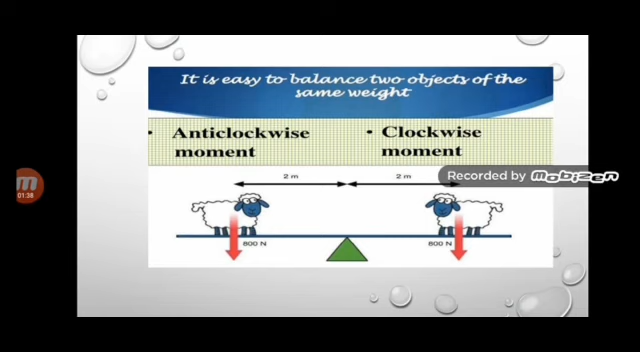 It is easy to balance two objects of the
same weight
• Anticlockwise
moment
• Clockwise
moment
2 m
2 m
Recorded by mobizen
01:38
800 N
800 N